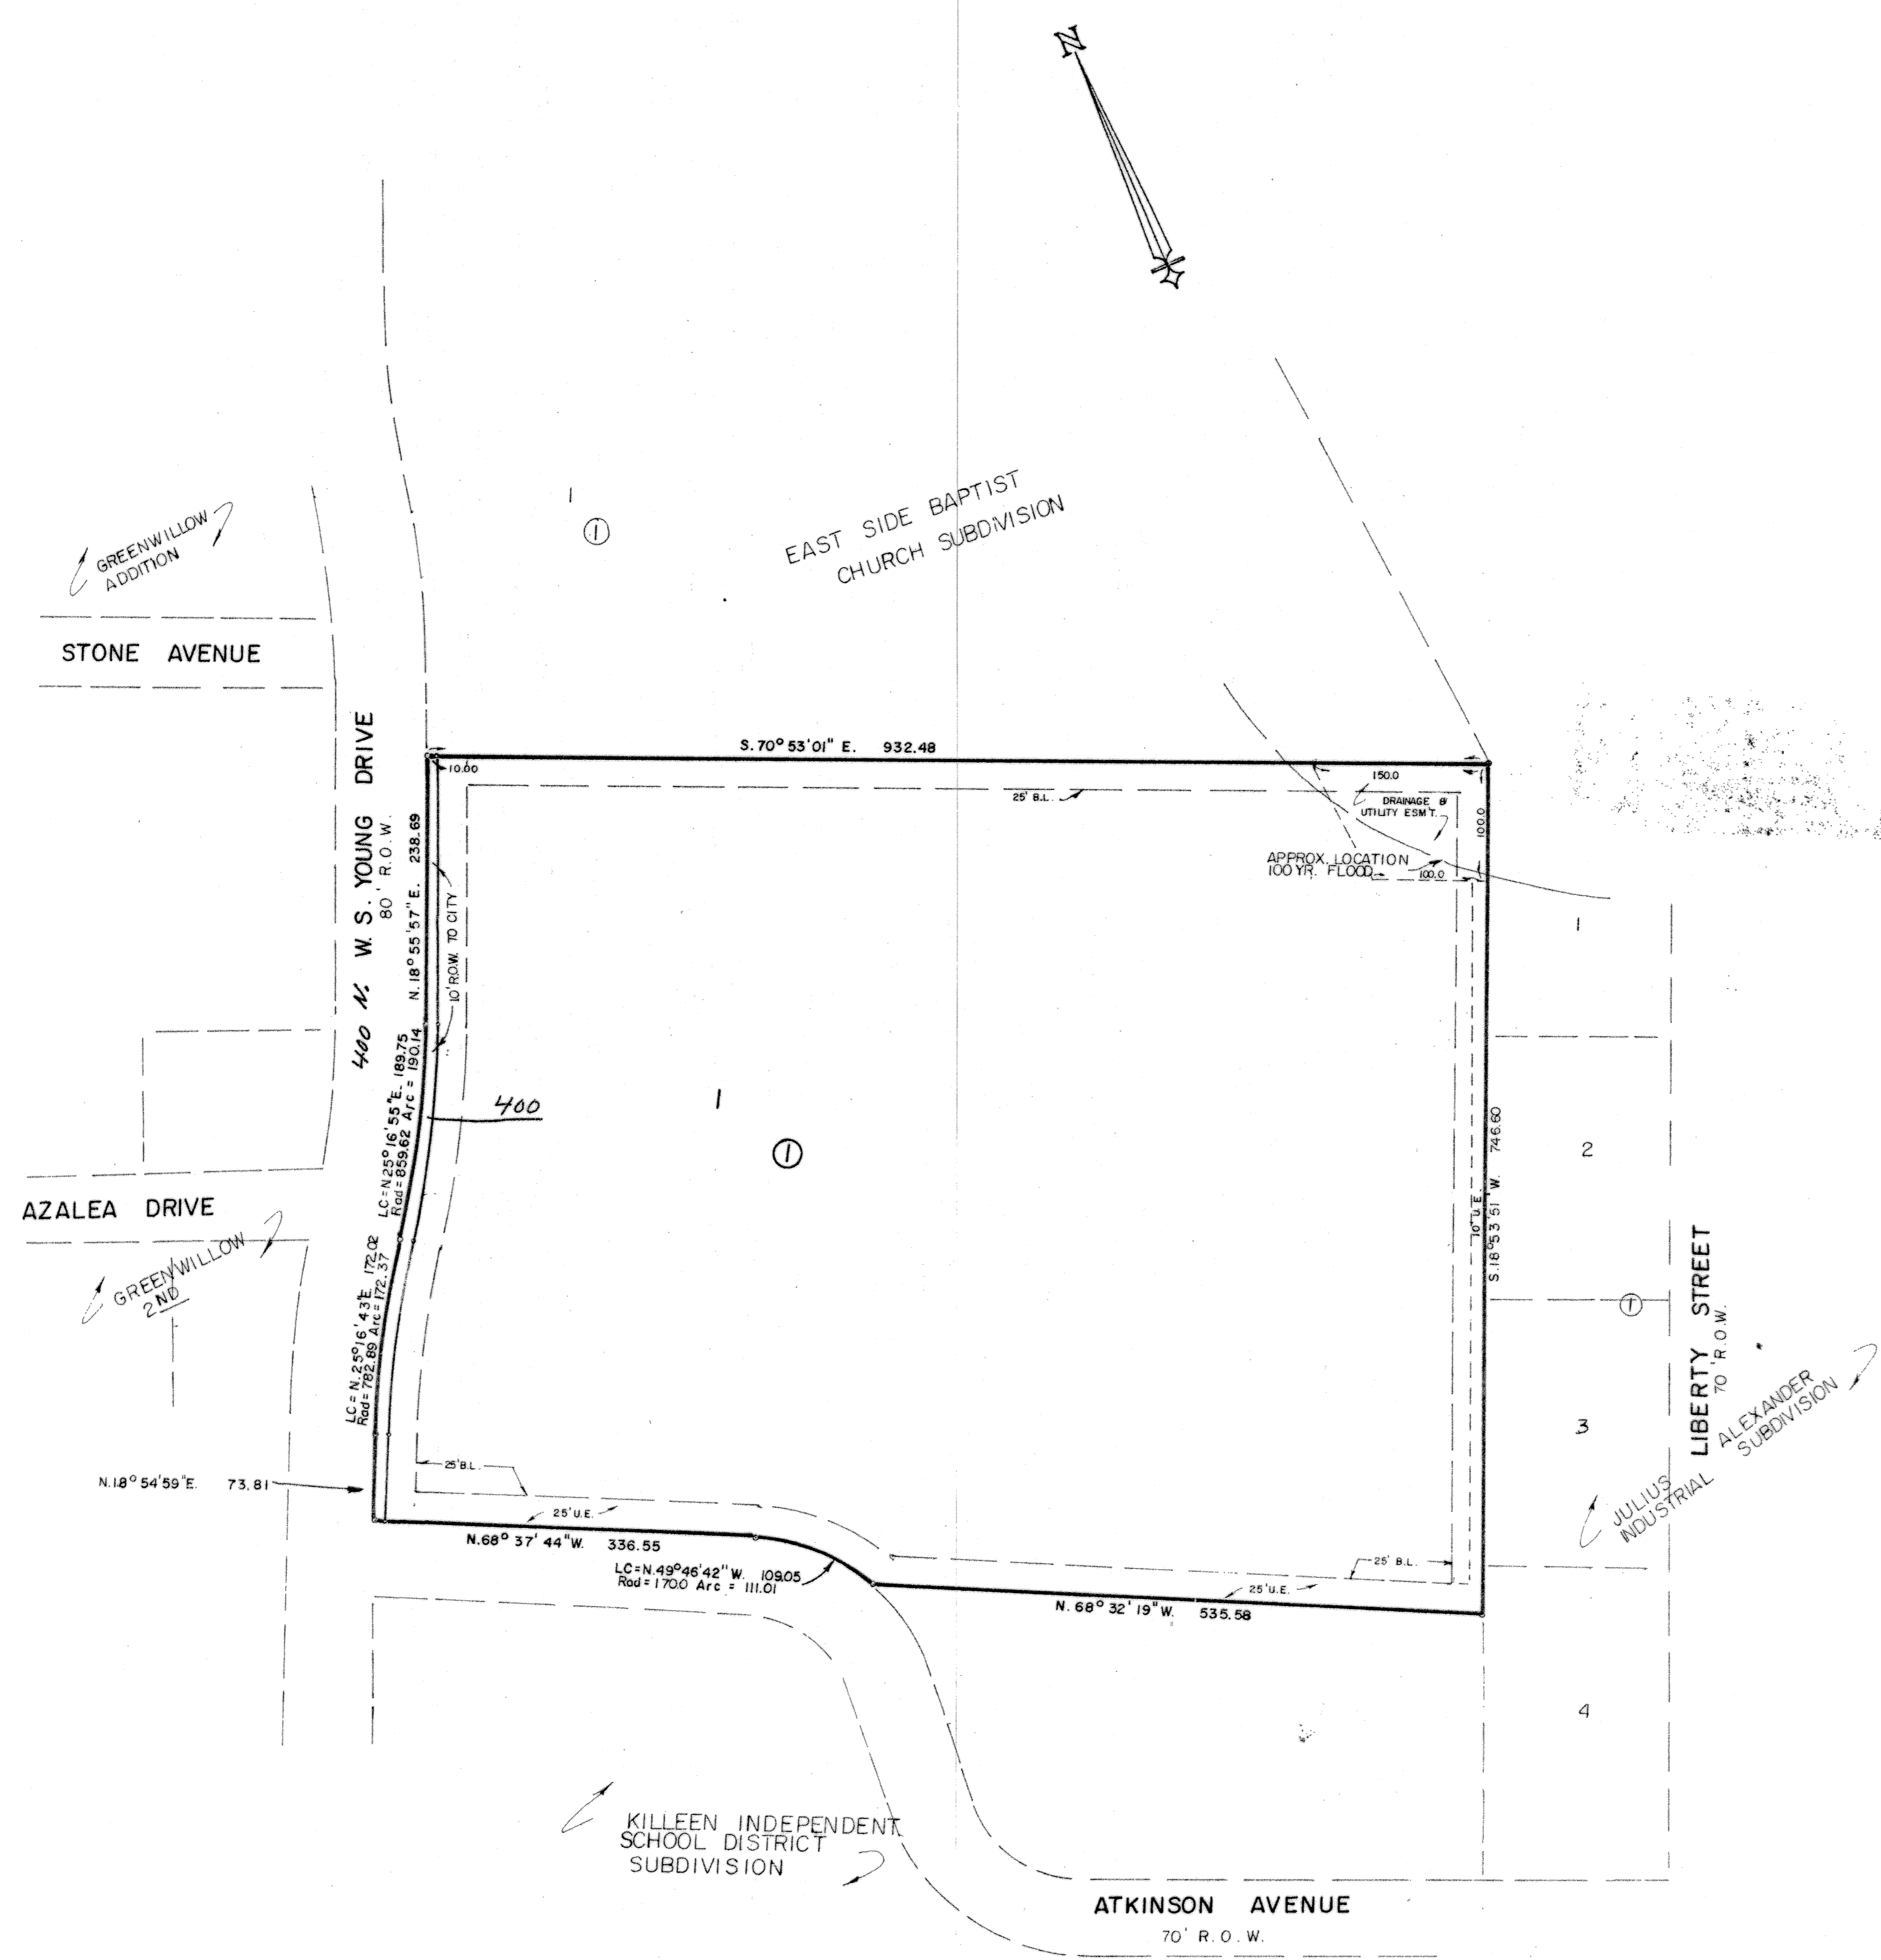 N
EAST SIDE BAPTIST
CHURCH SUBDIVISION
1
1
GREENWILLOW
ADDITION
STONE AVENUE
400 N. W. S. YOUNG DRIVE
80' R.O.W.
S. 70° 53' 01" E. 932.48
10.00
25' B.L.
150.0
DRAINAGE &
UTILITY ESM'T.
100.0
APPROX. LOCATION
100 YR. FLOOD
100.0
N. 18° 55' 57" E. 238.69
10' R.O.W. TO CITY
LC = N. 25° 16' 55" E. 189.75
Rad = 859.62 Arc = 190.14
400
1
1
1
2
10' U.E.
S. 18° 53' 51" W. 746.60
AZALEA DRIVE
GREENWILLOW
2ND
LC = N. 25° 16' 43" E. 172.02
Rad = 782.89 Arc = 172.37
1
LIBERTY STREET
70' R.O.W.
3
JULIUS ALEXANDER
INDUSTRIAL SUBDIVISION
N. 18° 54' 59" E. 73.81
25' B.L.
25' U.E.
N. 68° 37' 44" W. 336.55
LC = N. 49° 46' 42" W. 109.05
Rad = 170.0 Arc = 111.01
25' B.L.
25' U.E.
N. 68° 32' 19" W. 535.58
4
KILLEEN INDEPENDENT
SCHOOL DISTRICT
SUBDIVISION
ATKINSON AVENUE
70' R.O.W.